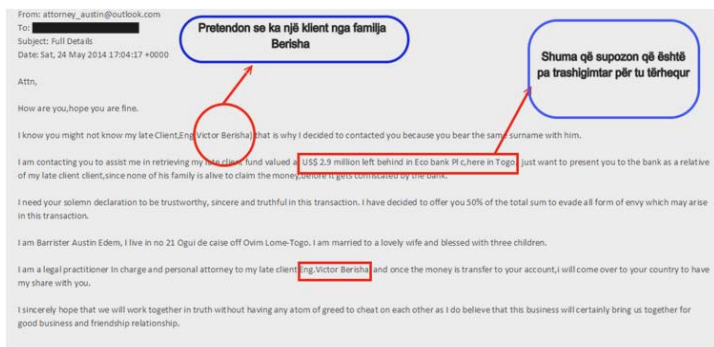 From: attorney_austin@outlook.com
To:
Subject: Full Details
Date: Sat, 24 May 2014 17:04:17 +0000
Pretendon se ka një klient nga familja
Berisha
Shuma që supozon që është
pa trashigimtar për tu tërhequr
Attn,
How are you,hope you are fine.
I know you might not know my late Client,Eng.Victor Berisha) that is why I decided to contacted you because you bear the same surname with him.
I am contacting you to assist me in retrieving my late client fund valued a US$ 2.9 million left behind in Eco bank Pl c,here in Togo, just want to present you to the bank as a relative
of my late client client,since none of his family is alive to claim the money,before it gets confiscated by the bank.
I need your solemn declaration to be trustworthy, sincere and truthful in this transaction. I have decided to offer you 50% of the total sum to evade all form of envy which may arise
in this transaction.
I am Barrister Austin Edem, I live in no 21 Ogui de caise off Ovim Lome-Togo. I am married to a lovely wife and blessed with three children.
I am a legal practitioner In charge and personal attorney to my late client Eng.Victor Berisha, and once the money is transfer to your account,i will come over to your country to have
my share with you.
I sincerely hope that we will work together in truth without having any atom of greed to cheat on each other as I do believe that this business will certainly bring us together for
good business and friendship relationship.